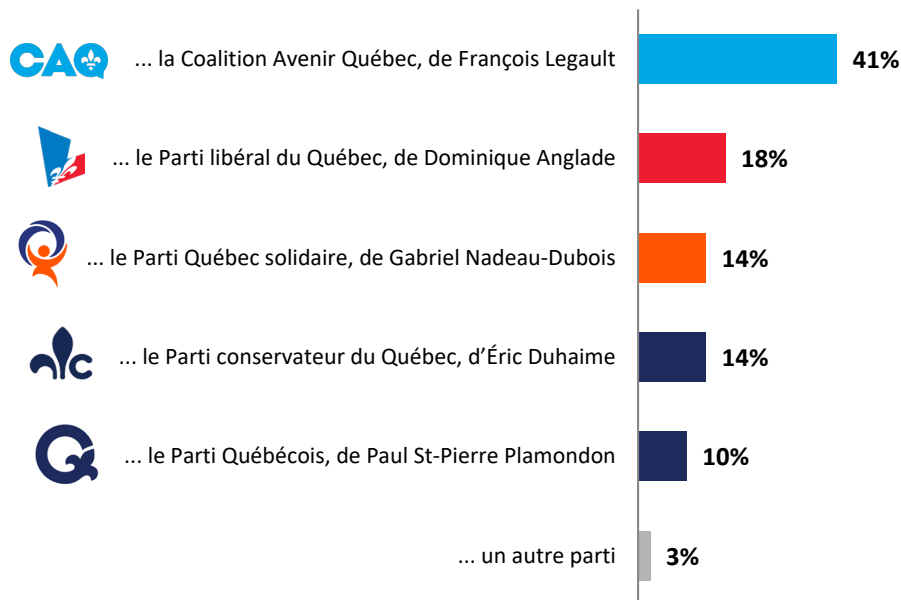 CAQ ... la Coalition Avenir Québec, de François Legault 41%
... le Parti libéral du Québec, de Dominique Anglade 18%
... le Parti Québec solidaire, de Gabriel Nadeau-Dubois 14%
c ... le Parti conservateur du Québec, d’Éric Duhaime 14%
Q ... le Parti Québécois, de Paul St-Pierre Plamondon 10%
... un autre parti 3%